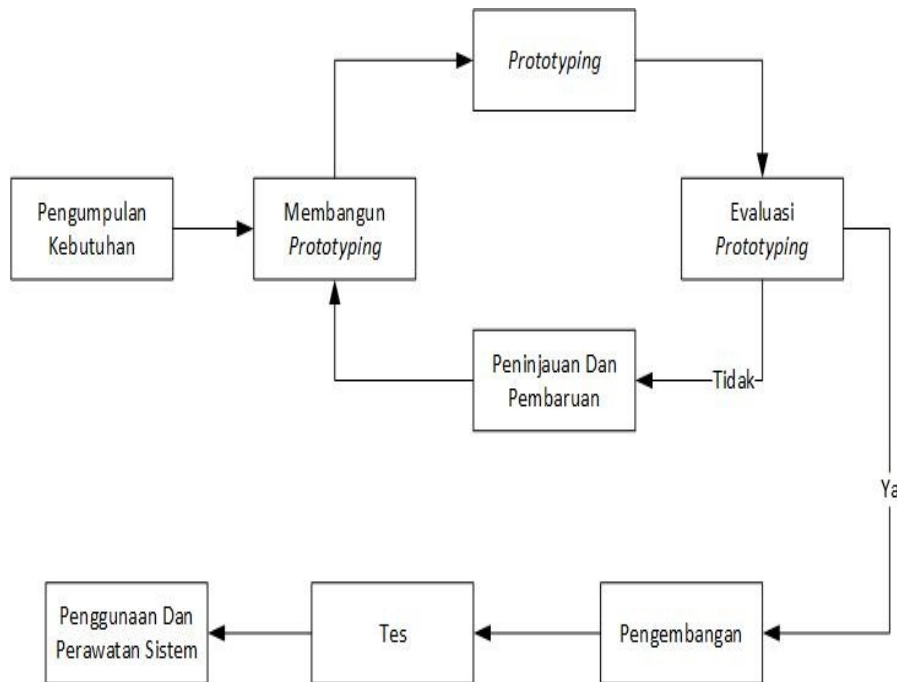 Prototyping
Pengumpulan
Kebutuhan
Membangun
Prototyping
Evaluasi
Prototyping
Peninjauan Dan
Pembaruan
Tidak
Ya
Penggunaan Dan
Perawatan Sistem
Tes
Pengembangan